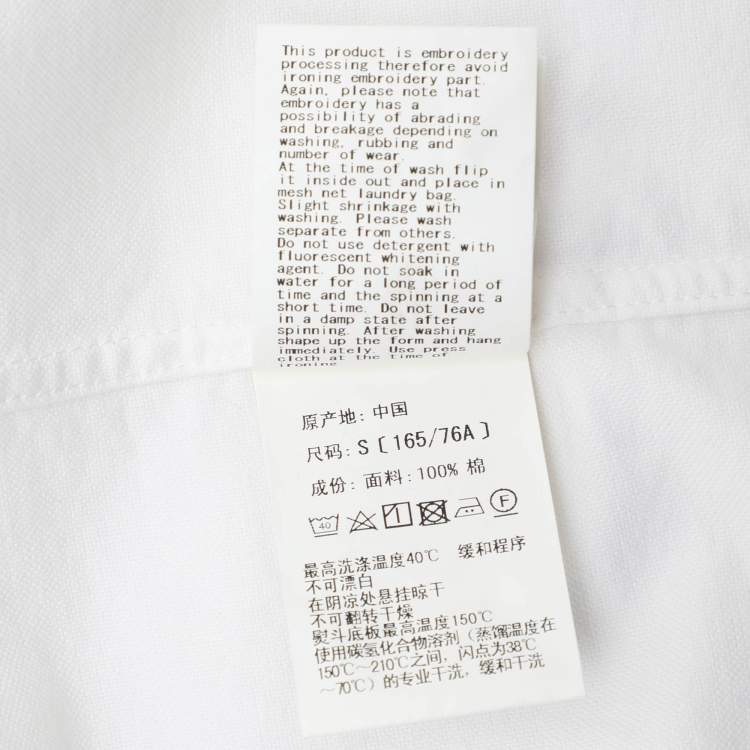 This product is embroidery
processing therefore avoid
ironing embroidery part.
Again, please note that
embroidery has a
possibility of abrading
and breakage depending on
washing, rubbing and
number of wear.
At the time of wash flip
it inside out and place in
mesh net laundry bag.
Slight shrinkage with
washing. Please wash
separate from others.
Do not use detergent with
fluorescent whitening
agent. Do not soak in
water for a long period of
time and the spinning at a
short time. Do not leave
in a damp state after
spinning. After washing
shape up the form and hang
immediately. Use press
cloth at the time of
ironing
原产地: 中国
尺码: S [165/76A]
成份: 面料: 100% 棉
40
F
最高洗涤温度40℃ 缓和程序
不可漂白
在阴凉处悬挂晾干
不可翻转干燥
熨斗底板最高温度150℃
使用碳氢化合物溶剂（蒸馏温度在
150℃～210℃之间, 闪点为38℃
～70℃）的专业干洗, 缓和干洗